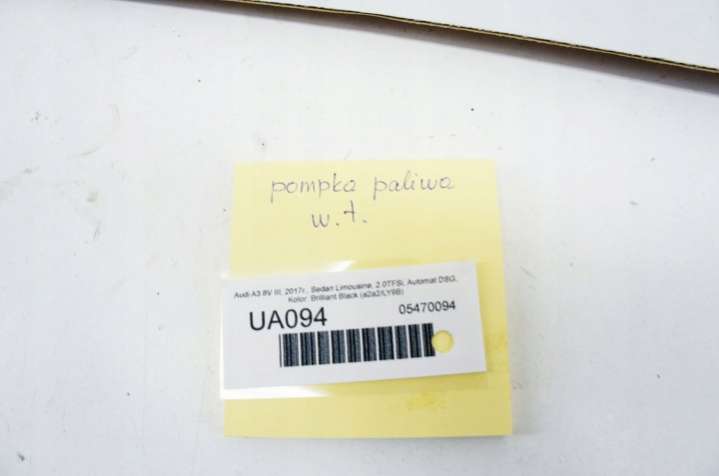 pompka paliwa
w.t.
Audi A3 8V III, 2017r., Sedan Limousine, 2.0TFSi, Automat DSG,
Kolor: Brilliant Black (a2a2/LY9B)
UA094
05470094